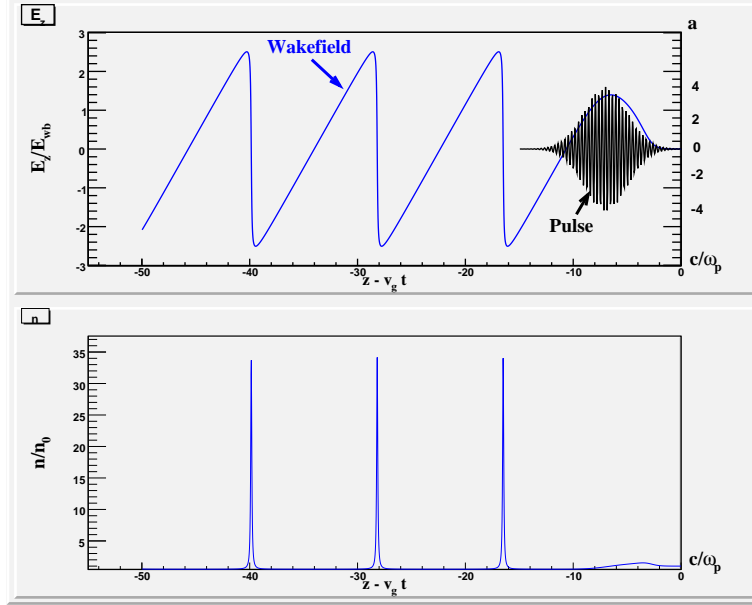 E_z
a
3
2
1
0
-1
-2
-3
4
2
0
-2
-4
E_z/E_wb
Wakefield
Pulse
-50 -40 -30 -20 -10 0
z - v_g t
c/ω_p
n
35
30
25
20
15
10
5
n/n_0
-50 -40 -30 -20 -10 0
z - v_g t
c/ω_p